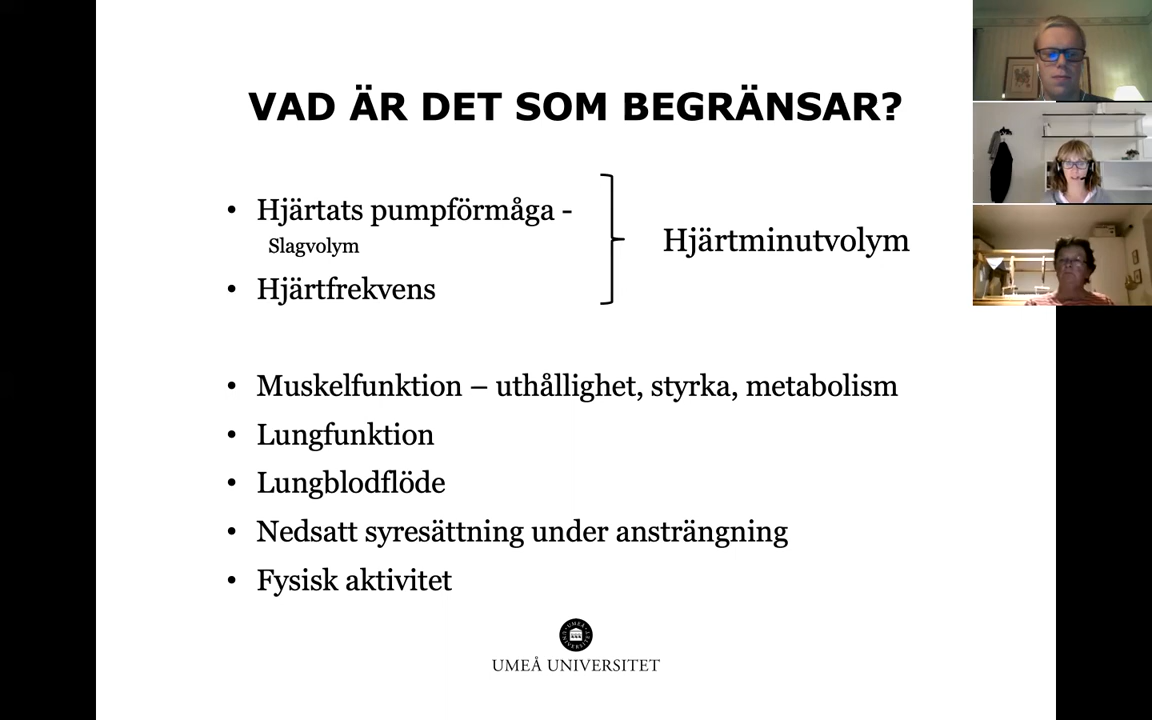 VAD ÄR DET SOM BEGRÄNSAR?
• Hjärtats pumpförmåga -
Slagvolym
• Hjärtfrekvens
Hjärtminutvolym
• Muskelfunktion – uthållighet, styrka, metabolism
• Lungfunktion
• Lungblodflöde
• Nedsatt syresättning under ansträngning
• Fysisk aktivitet
UMEÅ UNIVERSITET